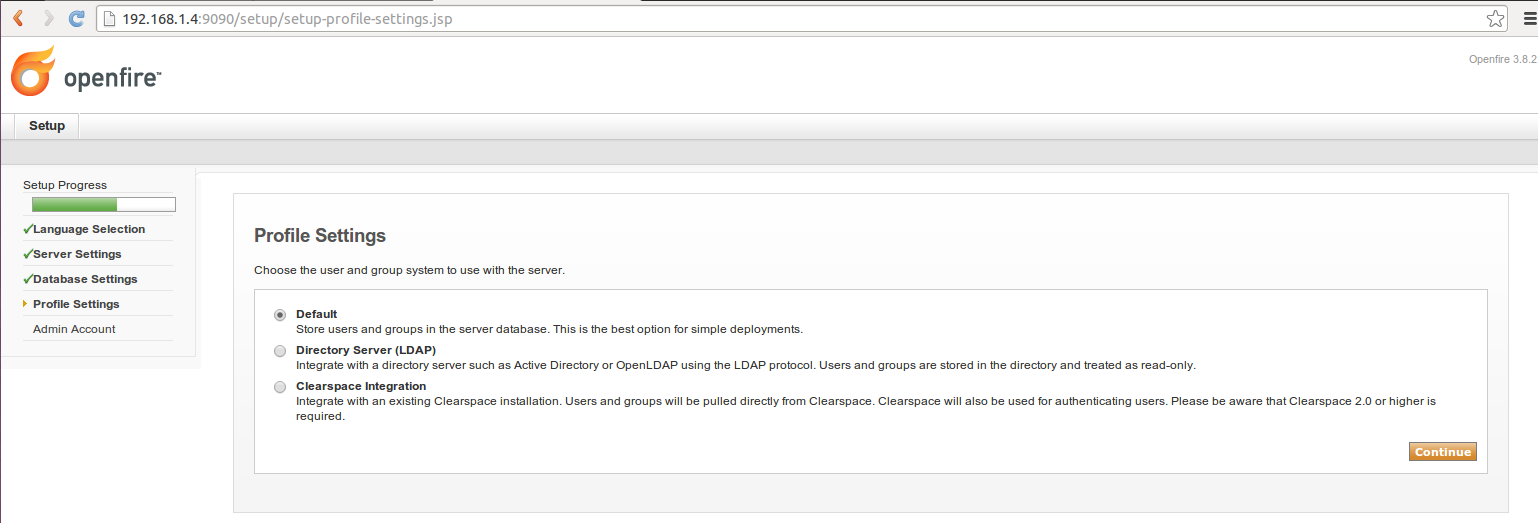 192.168.1.4:9090/setup/setup-profile-settings.jsp
openfire™
Openfire 3.8.2
Setup
Setup Progress
Language Selection
Server Settings
Database Settings
Profile Settings
Admin Account
Profile Settings
Choose the user and group system to use with the server.
Default
Store users and groups in the server database. This is the best option for simple deployments.
Directory Server (LDAP)
Integrate with a directory server such as Active Directory or OpenLDAP using the LDAP protocol. Users and groups are stored in the directory and treated as read-only.
Clearspace Integration
Integrate with an existing Clearspace installation. Users and groups will be pulled directly from Clearspace. Clearspace will also be used for authenticating users. Please be aware that Clearspace 2.0 or higher is
required.
Continue